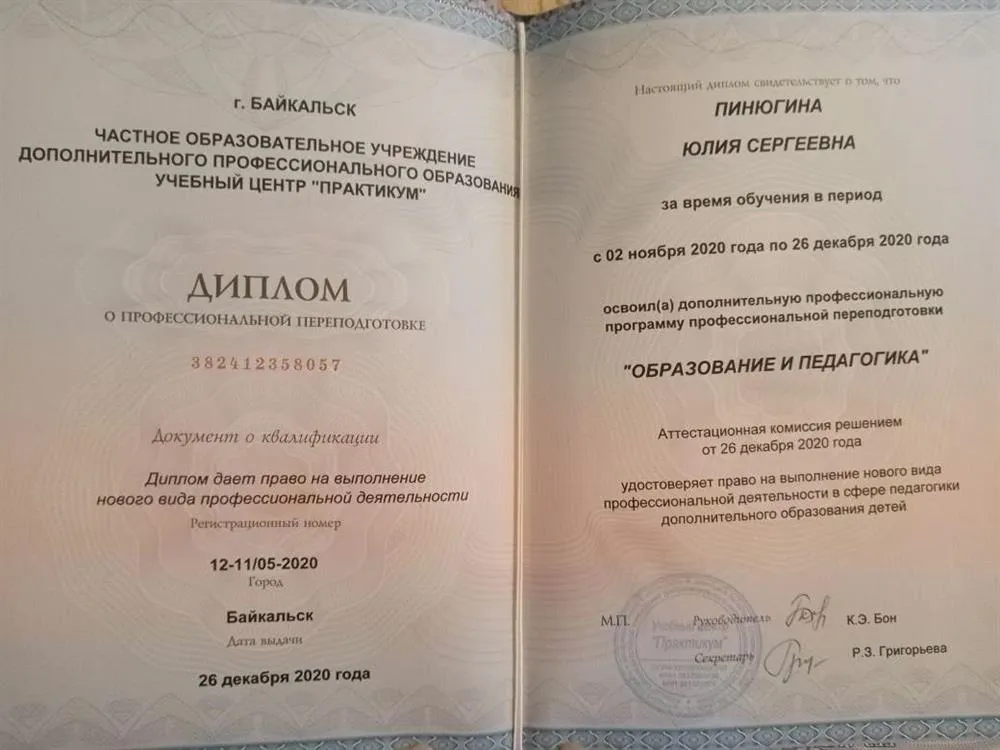 г. БАЙКАЛЬСК
ЧАСТНОЕ ОБРАЗОВАТЕЛЬНОЕ УЧРЕЖДЕНИЕ
ДОПОЛНИТЕЛЬНОГО ПРОФЕССИОНАЛЬНОГО ОБРАЗОВАНИЯ
УЧЕБНЫЙ ЦЕНТР "ПРАКТИКУМ"
ДИПЛОМ
О ПРОФЕССИОНАЛЬНОЙ ПЕРЕПОДГОТОВКЕ
382412358057
Документ о квалификации
Диплом дает право на выполнение
нового вида профессиональной деятельности
Регистрационный номер
12-11/05-2020
Город
Байкальск
Дата выдачи
26 декабря 2020 года
Настоящий диплом свидетельствует о том, что
ПИНЮГИНА
ЮЛИЯ СЕРГЕЕВНА
за время обучения в период
с 02 ноября 2020 года по 26 декабря 2020 года
освоил(а) дополнительную профессиональную
программу профессиональной переподготовки
"ОБРАЗОВАНИЕ И ПЕДАГОГИКА"
Аттестационная комиссия решением
от 26 декабря 2020 года
удостоверяет право на выполнение нового вида
профессиональной деятельности в сфере педагогики
дополнительного образования детей
М.П. Руководитель К.Э. Бон
Секретарь Р.З. Григорьева
Учебный центр
"Практикум"